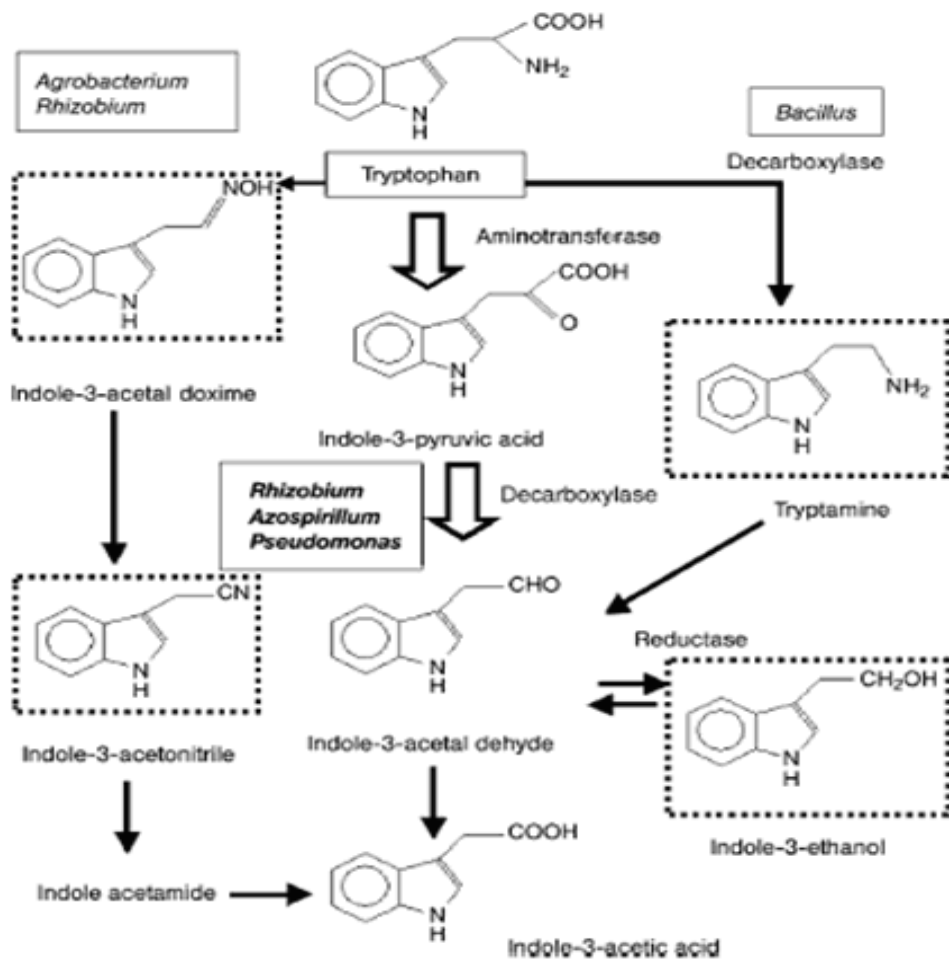 COOH
NH2
N
H
Agrobacterium
Rhizobium
Bacillus
Decarboxylase
Tryptophan
NOH
N
H
Aminotransferase
COOH
O
N
H
NH2
N
H
Indole-3-acetal doxime
Indole-3-pyruvic acid
Rhizobium
Azospirillum
Pseudomonas
Decarboxylase
Tryptamine
CN
N
H
CHO
N
H
Reductase
CH2OH
N
H
Indole-3-acetonitrile
Indole-3-acetal dehyde
Indole-3-ethanol
COOH
N
H
Indole acetamide
Indole-3-acetic acid